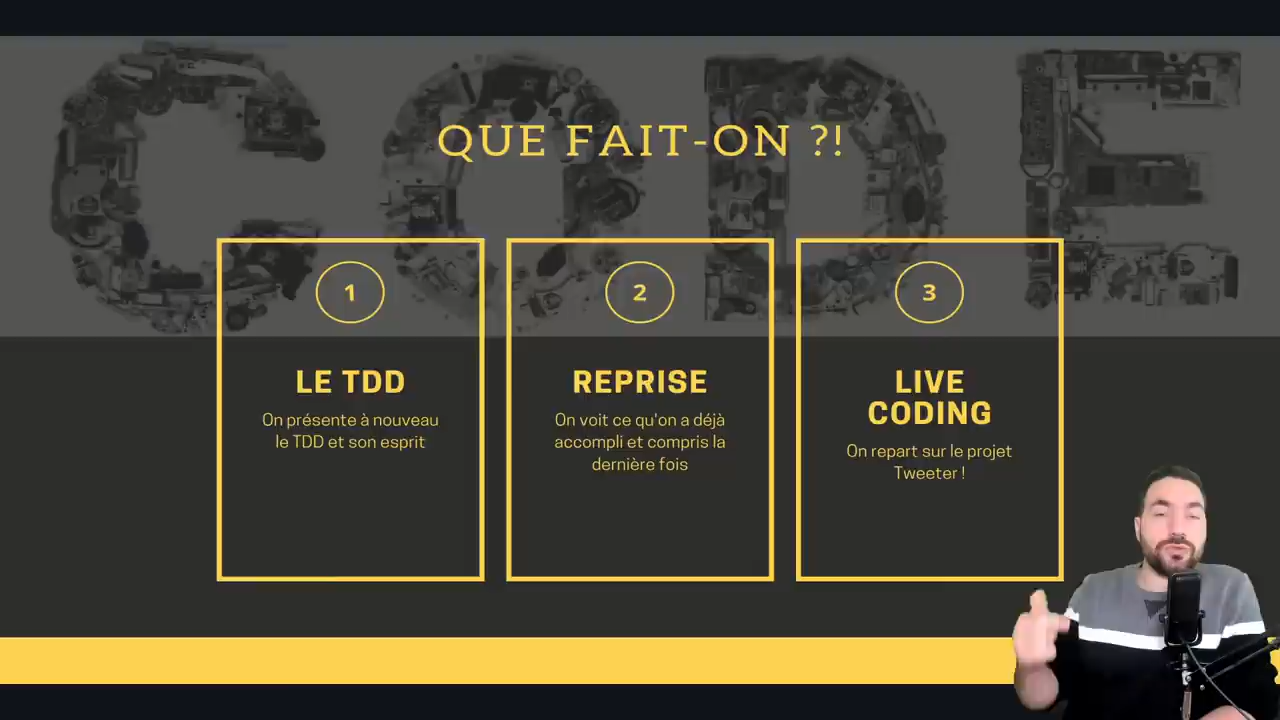 CODE
QUE FAIT-ON ?!
1
LE TDD
On présente à nouveau
le TDD et son esprit
2
REPRISE
On voit ce qu'on a déjà
accompli et compris la
dernière fois
3
LIVE
CODING
On repart sur le projet
Tweeter !